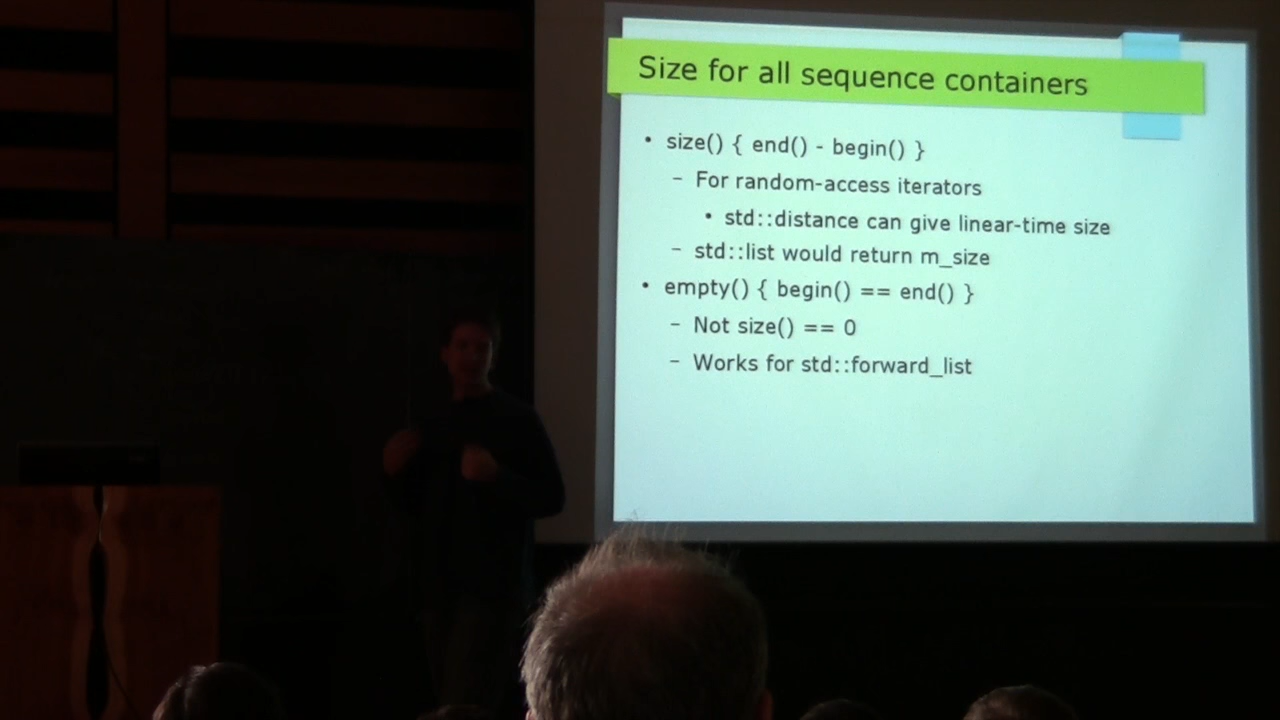 Size for all sequence containers
• size() { end() - begin() }
– For random-access iterators
• std::distance can give linear-time size
– std::list would return m_size
• empty() { begin() == end() }
– Not size() == 0
– Works for std::forward_list